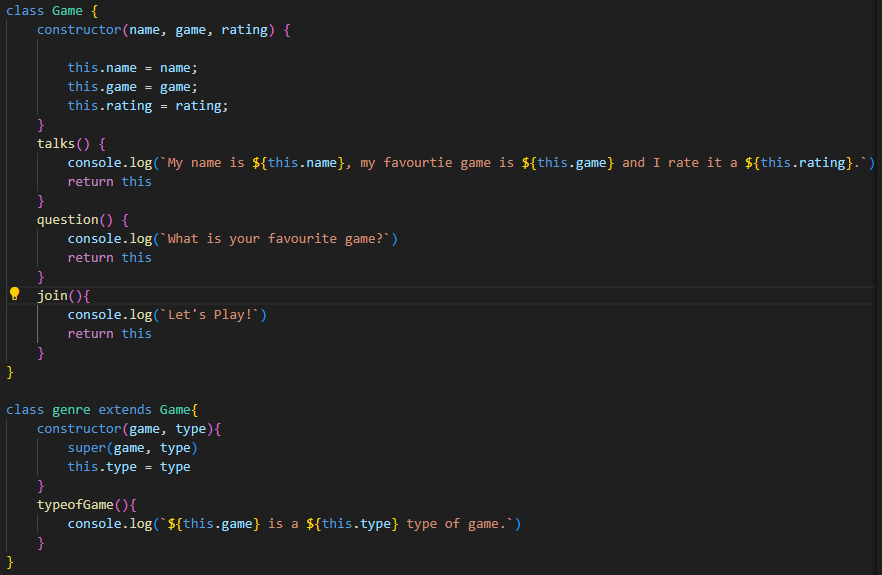 class Game {
    constructor(name, game, rating) {

        this.name = name;
        this.game = game;
        this.rating = rating;
    }
    talks() {
        console.log(`My name is ${this.name}, my favourtie game is ${this.game} and I rate it a ${this.rating}.`)
        return this
    }
    question() {
        console.log(`What is your favourite game?`)
        return this
    }
    join(){
        console.log(`Let's Play!`)
        return this
    }
}

class genre extends Game{
    constructor(game, type){
        super(game, type)
        this.type = type
    }
    typeofGame(){
        console.log(`${this.game} is a ${this.type} type of game.`)
    }
}